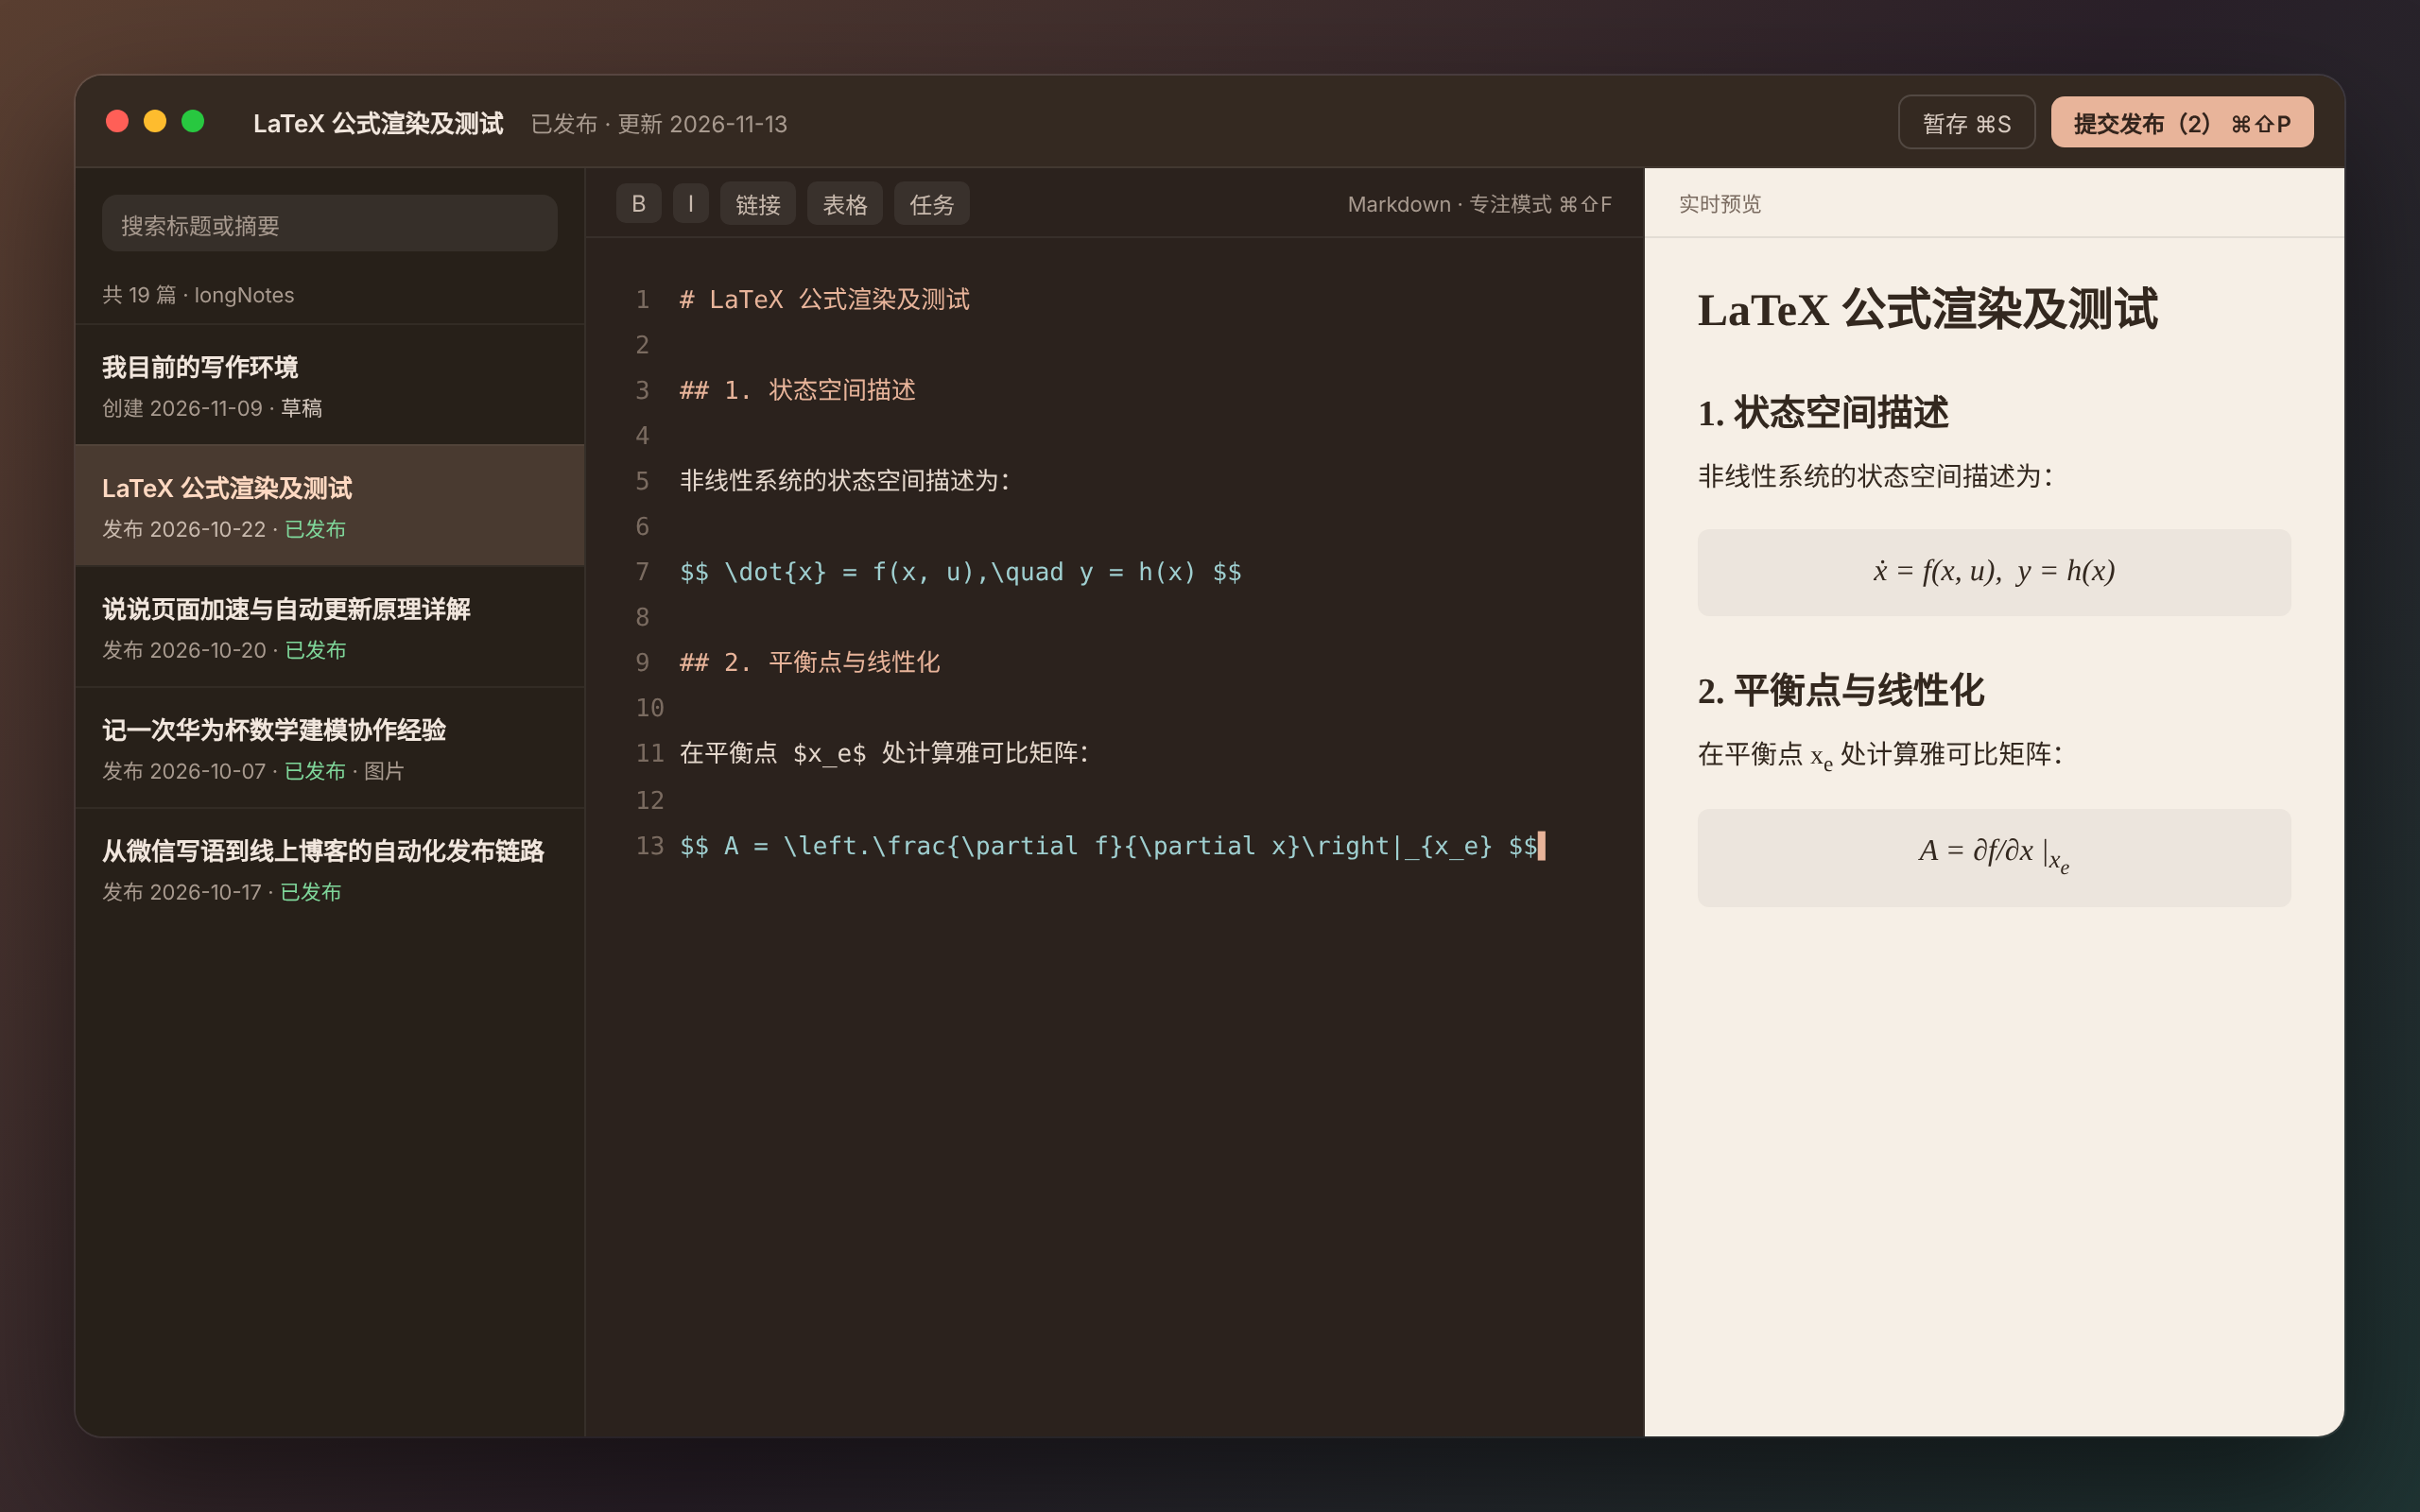 LaTeX 公式渲染及测试 已发布 · 更新 2026-11-13 暂存 ⌘S 提交发布（2） ⌘⇧P
搜索标题或摘要
共 19 篇 · longNotes
我目前的写作环境
创建 2026-11-09 · 草稿
LaTeX 公式渲染及测试
发布 2026-10-22 · 已发布
说说页面加速与自动更新原理详解
发布 2026-10-20 · 已发布
记一次华为杯数学建模协作经验
发布 2026-10-07 · 已发布 · 图片
从微信写语到线上博客的自动化发布链路
发布 2026-10-17 · 已发布
B I 链接 表格 任务 Markdown · 专注模式 ⌘⇧F
1 # LaTeX 公式渲染及测试
2
3 ## 1. 状态空间描述
4
5 非线性系统的状态空间描述为：
6
7 $$ \dot{x} = f(x, u),\quad y = h(x) $$
8
9 ## 2. 平衡点与线性化
10
11 在平衡点 $x_e$ 处计算雅可比矩阵：
12
13 $$ A = \left.\frac{\partial f}{\partial x}\right|_{x_e} $$
实时预览
LaTeX 公式渲染及测试
1. 状态空间描述
非线性系统的状态空间描述为：
ẋ = f(x, u), y = h(x)
2. 平衡点与线性化
在平衡点 xe 处计算雅可比矩阵：
A = ∂f/∂x |xe